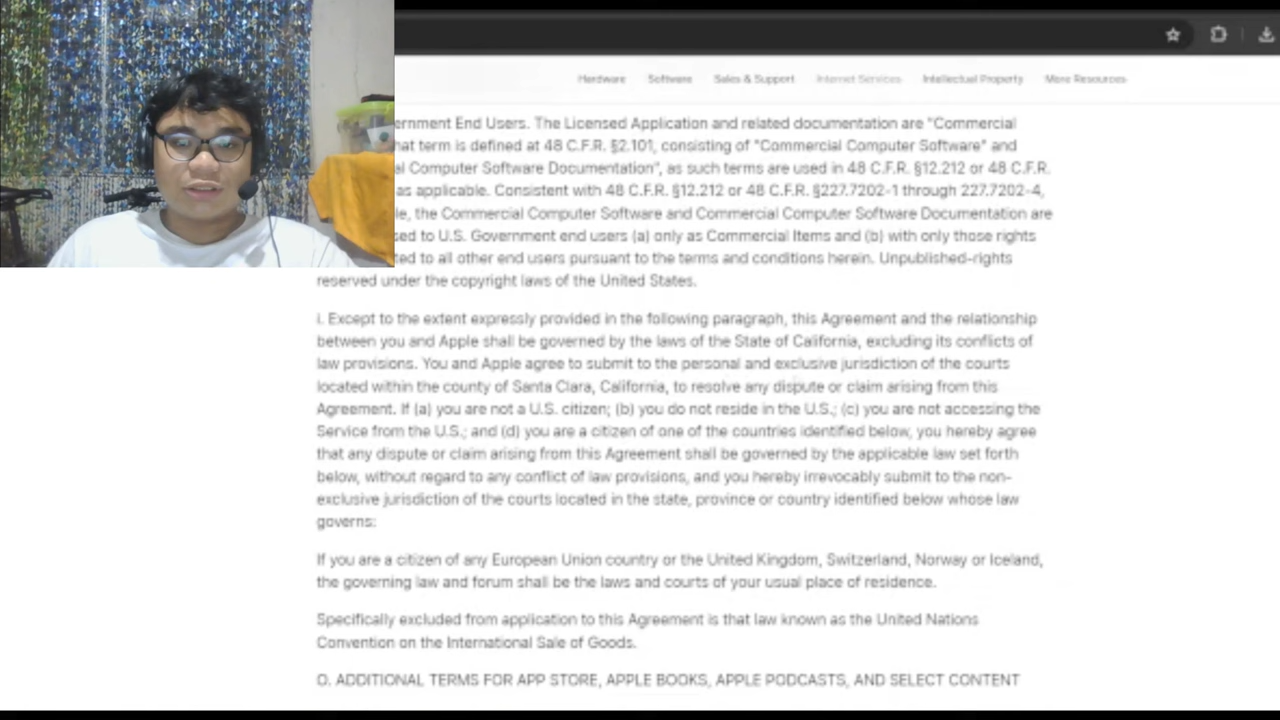 Hardware Software Sales & Support Internet Services Intellectual Property More Resources
ernment End Users. The Licensed Application and related documentation are "Commercial
hat term is defined at 48 C.F.R. §2.101, consisting of "Commercial Computer Software" and
al Computer Software Documentation", as such terms are used in 48 C.F.R. §12.212 or 48 C.F.R.
as applicable. Consistent with 48 C.F.R. §12.212 or 48 C.F.R. §227.7202-1 through 227.7202-4,
le, the Commercial Computer Software and Commercial Computer Software Documentation are
sed to U.S. Government end users (a) only as Commercial Items and (b) with only those rights
ted to all other end users pursuant to the terms and conditions herein. Unpublished-rights
reserved under the copyright laws of the United States.
i. Except to the extent expressly provided in the following paragraph, this Agreement and the relationship
between you and Apple shall be governed by the laws of the State of California, excluding its conflicts of
law provisions. You and Apple agree to submit to the personal and exclusive jurisdiction of the courts
located within the county of Santa Clara, California, to resolve any dispute or claim arising from this
Agreement. If (a) you are not a U.S. citizen; (b) you do not reside in the U.S.; (c) you are not accessing the
Service from the U.S.; and (d) you are a citizen of one of the countries identified below, you hereby agree
that any dispute or claim arising from this Agreement shall be governed by the applicable law set forth
below, without regard to any conflict of law provisions, and you hereby irrevocably submit to the non-
exclusive jurisdiction of the courts located in the state, province or country identified below whose law
governs:
If you are a citizen of any European Union country or the United Kingdom, Switzerland, Norway or Iceland,
the governing law and forum shall be the laws and courts of your usual place of residence.
Specifically excluded from application to this Agreement is that law known as the United Nations
Convention on the International Sale of Goods.
O. ADDITIONAL TERMS FOR APP STORE, APPLE BOOKS, APPLE PODCASTS, AND SELECT CONTENT